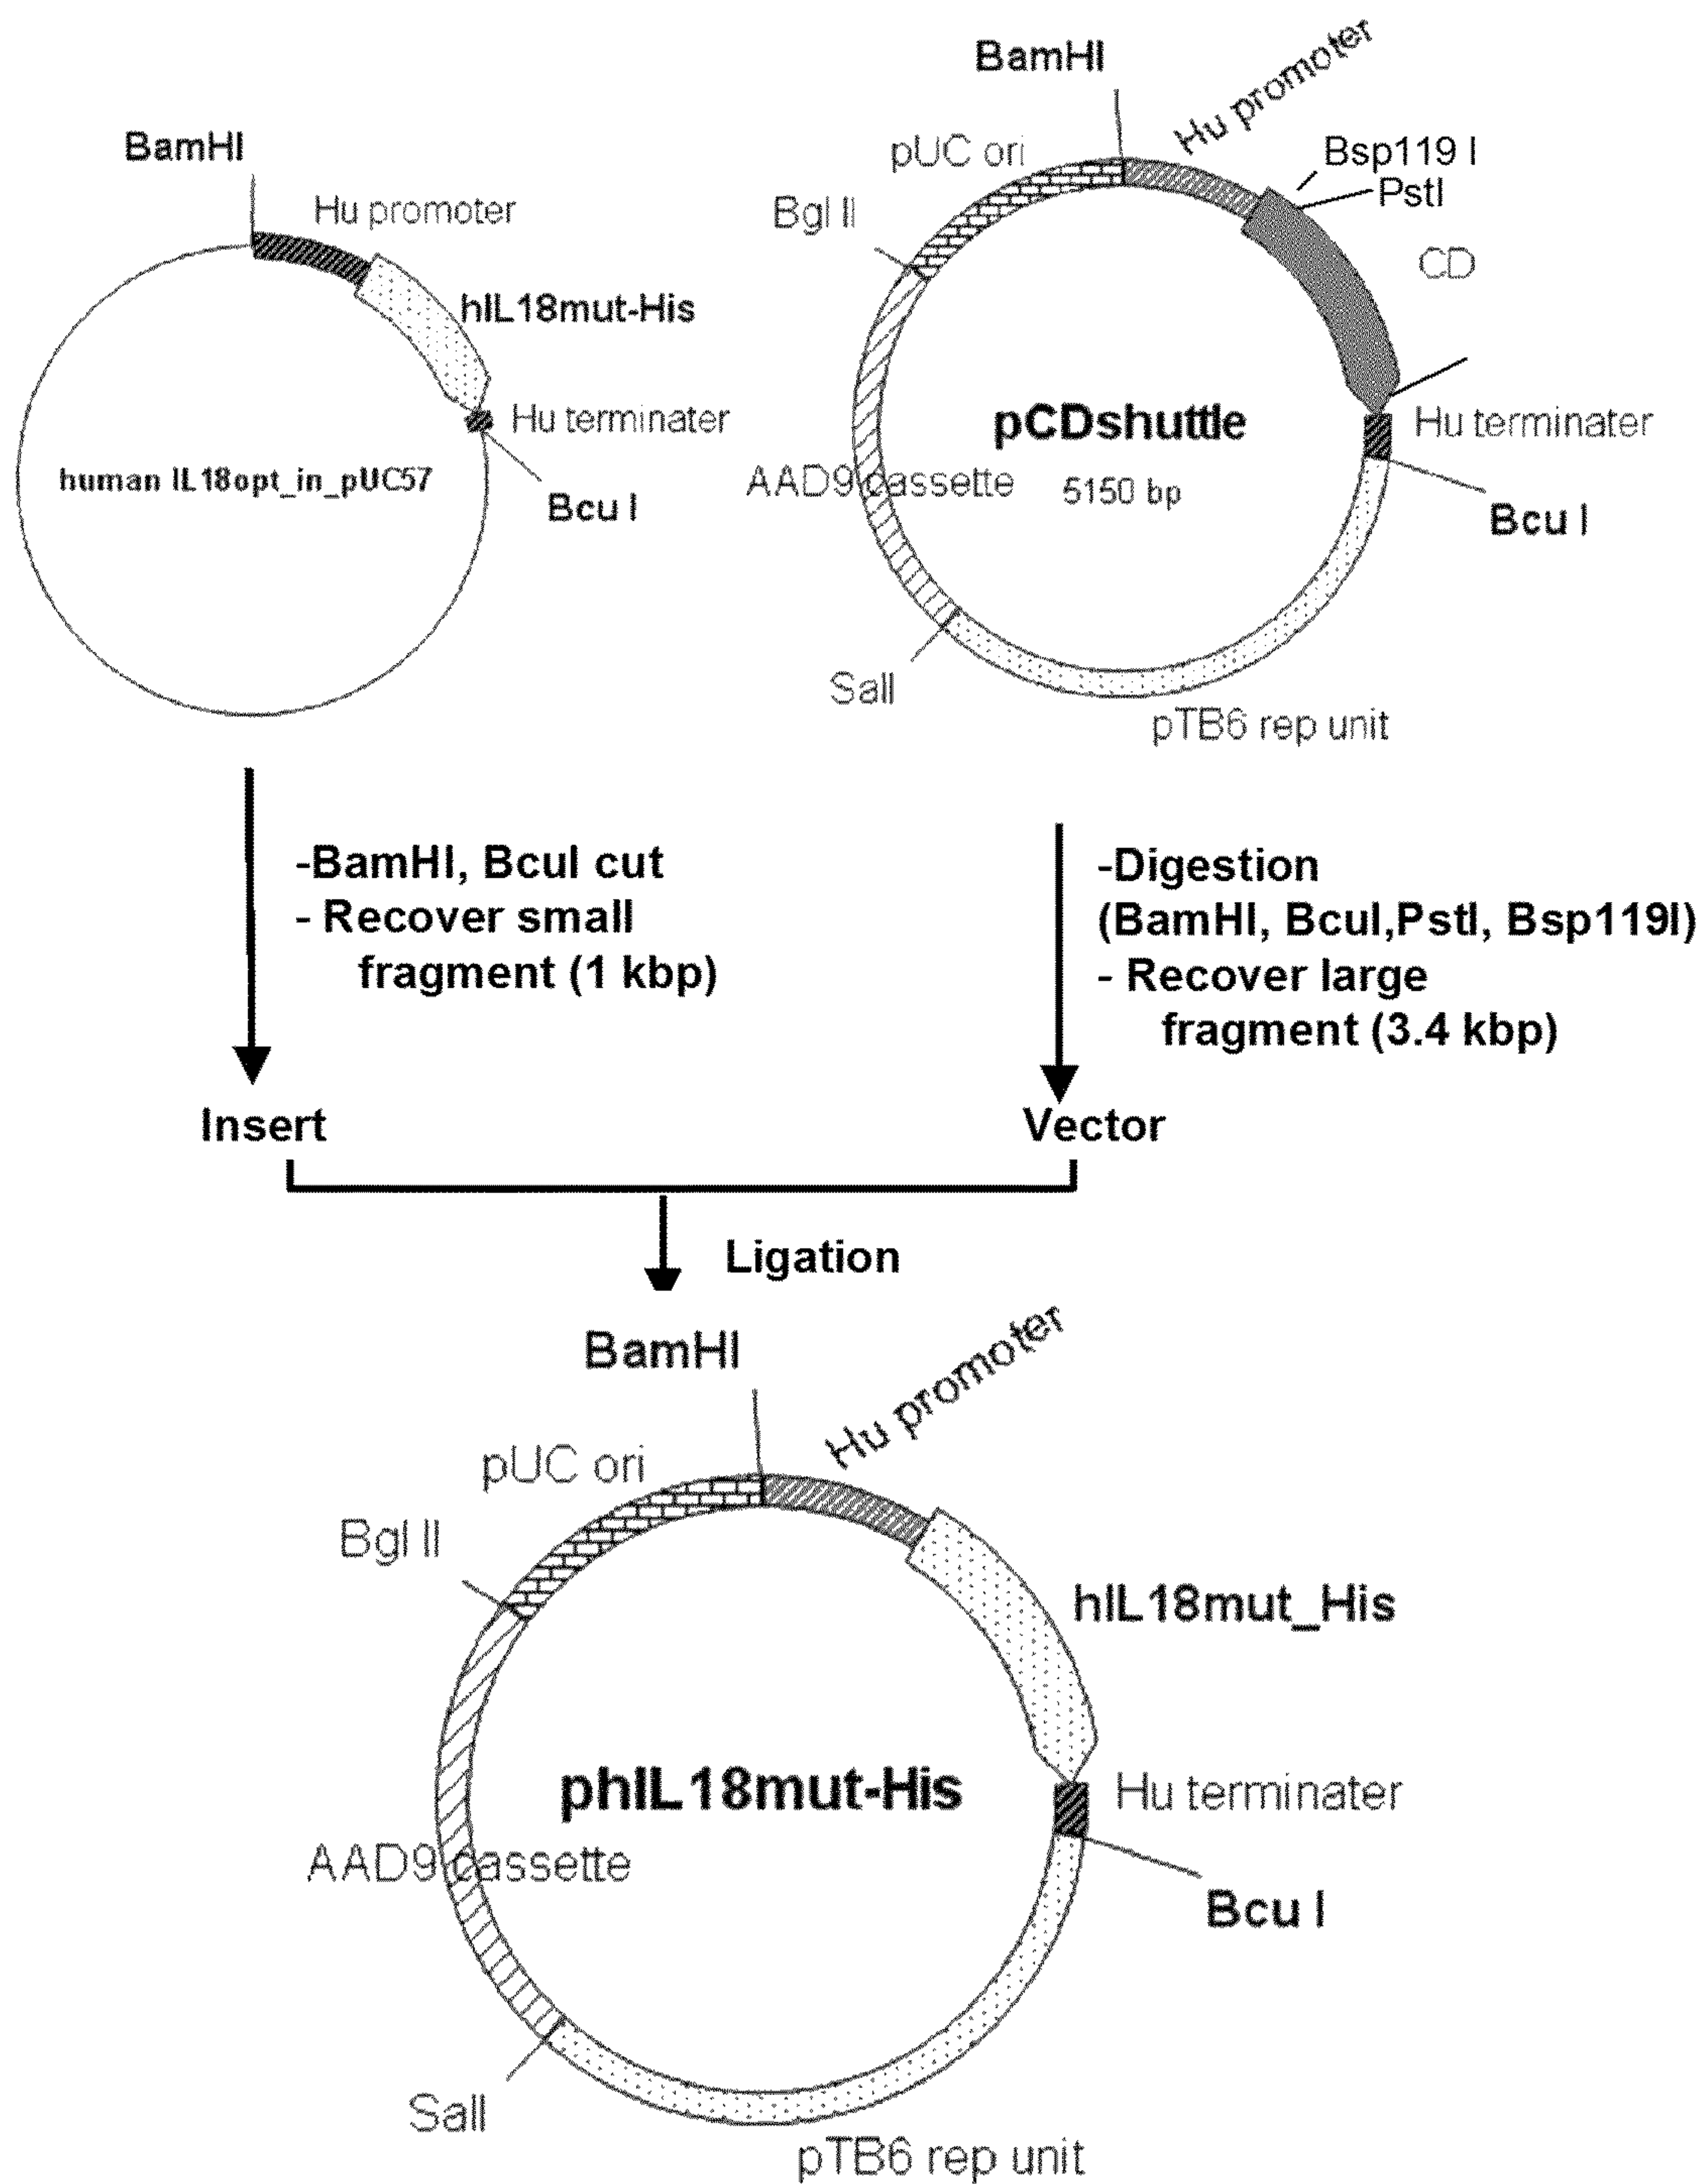 BamHI
Hu promoter
hIL18mut-His
Hu terminater
human IL18opt_in_pUC57
Bcu I
BamHI
Hu promoter
pUC ori
Bsp119 I
PstI
Bgl II
CD
pCDshuttle
Hu terminater
AAD9 cassette
5150 bp
Bcu I
SalI
pTB6 rep unit
-BamHI, BcuI cut
- Recover small
fragment (1 kbp)
-Digestion
(BamHI, BcuI,PstI, Bsp119I)
- Recover large
fragment (3.4 kbp)
Insert
Vector
Ligation
BamHI
Hu promoter
pUC ori
Bgl II
hIL18mut_His
phIL18mut-His
Hu terminater
AAD9 cassette
Bcu I
SalI
pTB6 rep unit